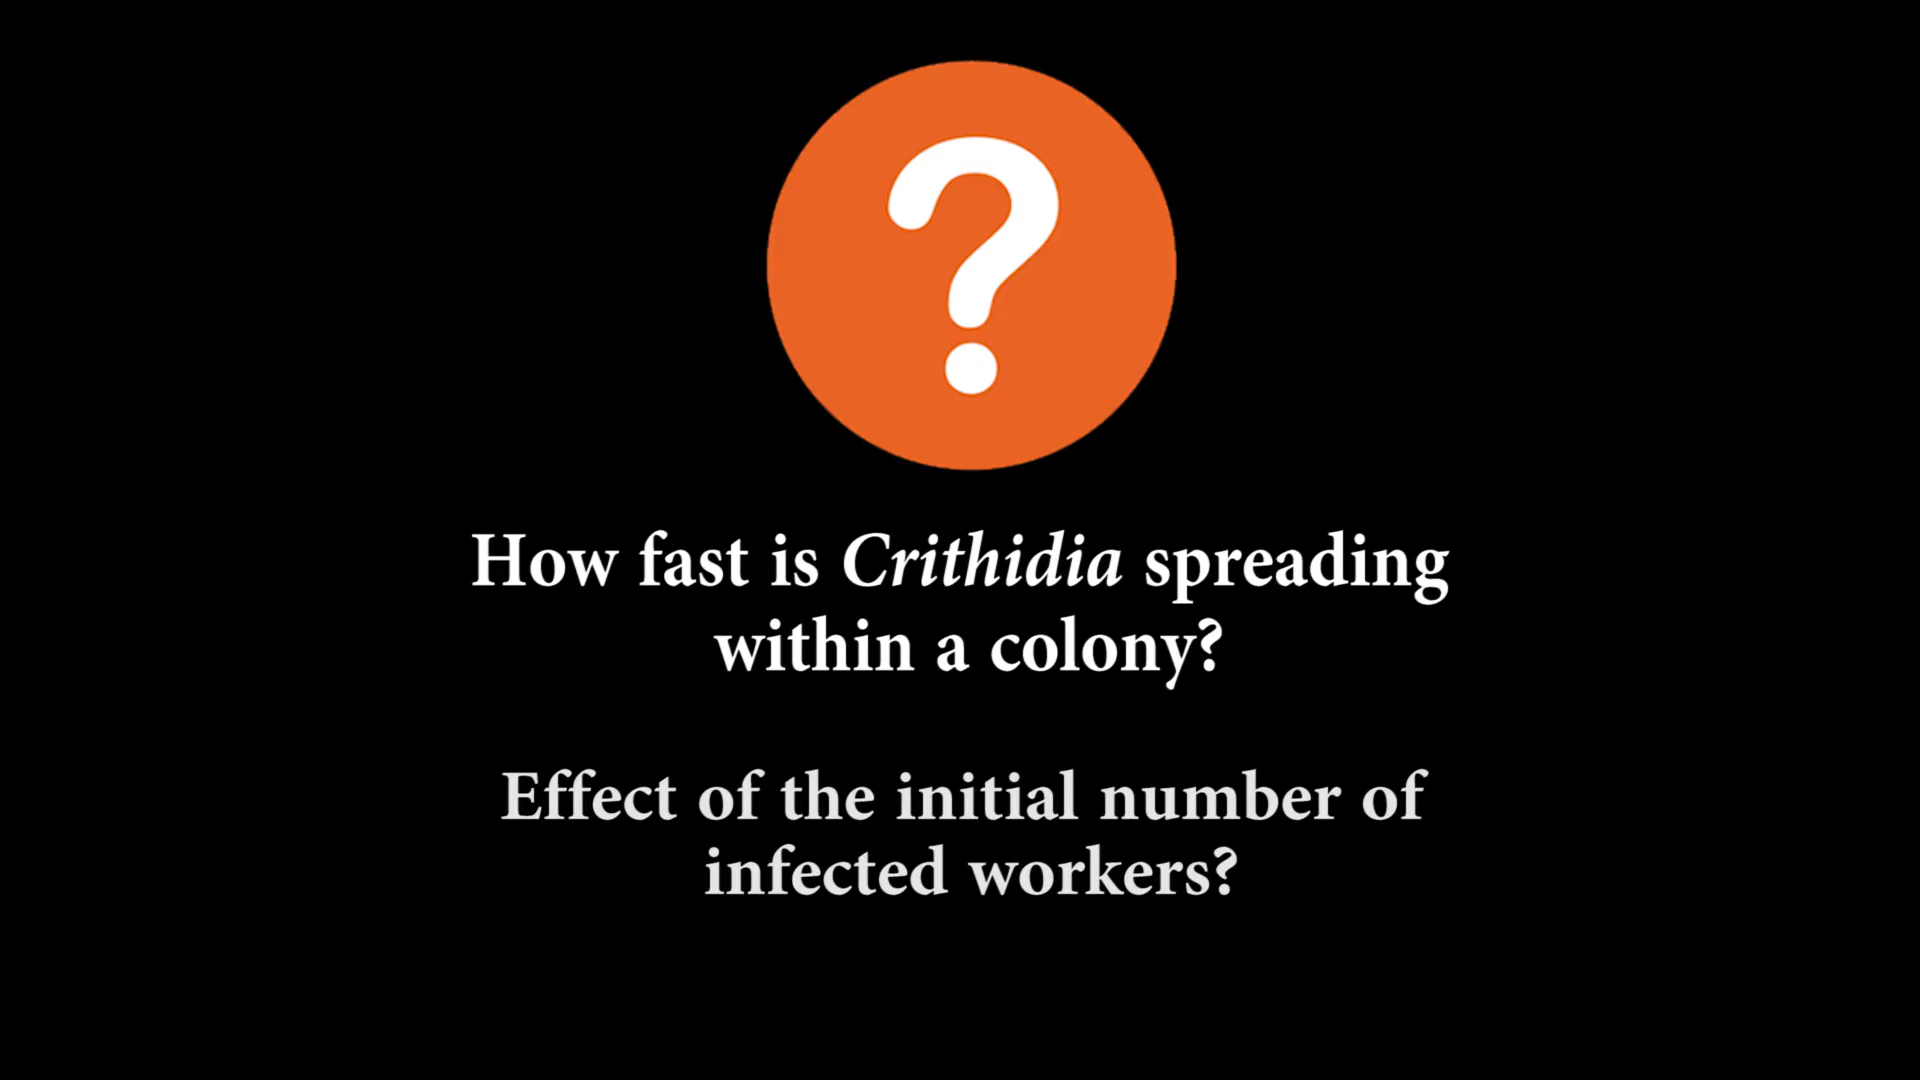 ?
How fast is Crithidia spreading
within a colony?
Effect of the initial number of
infected workers?